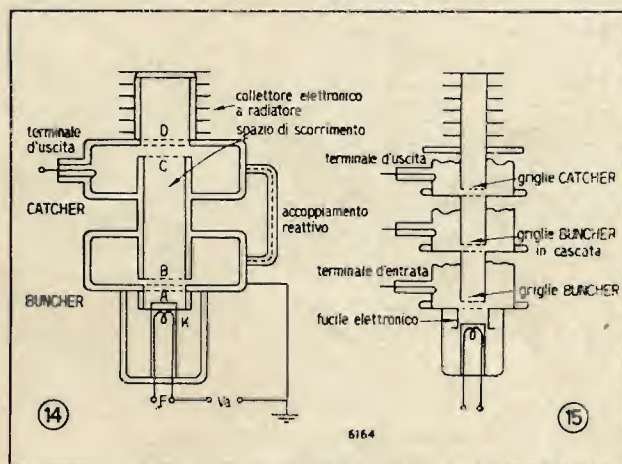 collettore elettronico
a radiatore
spazio di scorrimento
terminale
d'uscita
D
C
CATCHER
accoppiamento
reattivo
B
A
BUNCHER
K
F
Va
14
terminale d'uscita
griglie CATCHER
griglie BUNCHER
in cascata
terminale d'entrata
griglie BUNCHER
fucile elettronico
15
6164